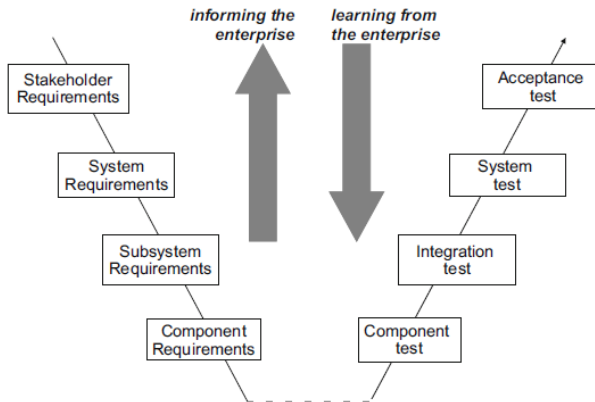 informing the
enterprise
learning from
the enterprise
Stakeholder
Requirements
Acceptance
test
System
Requirements
System
test
Subsystem
Requirements
Integration
test
Component
Requirements
Component
test